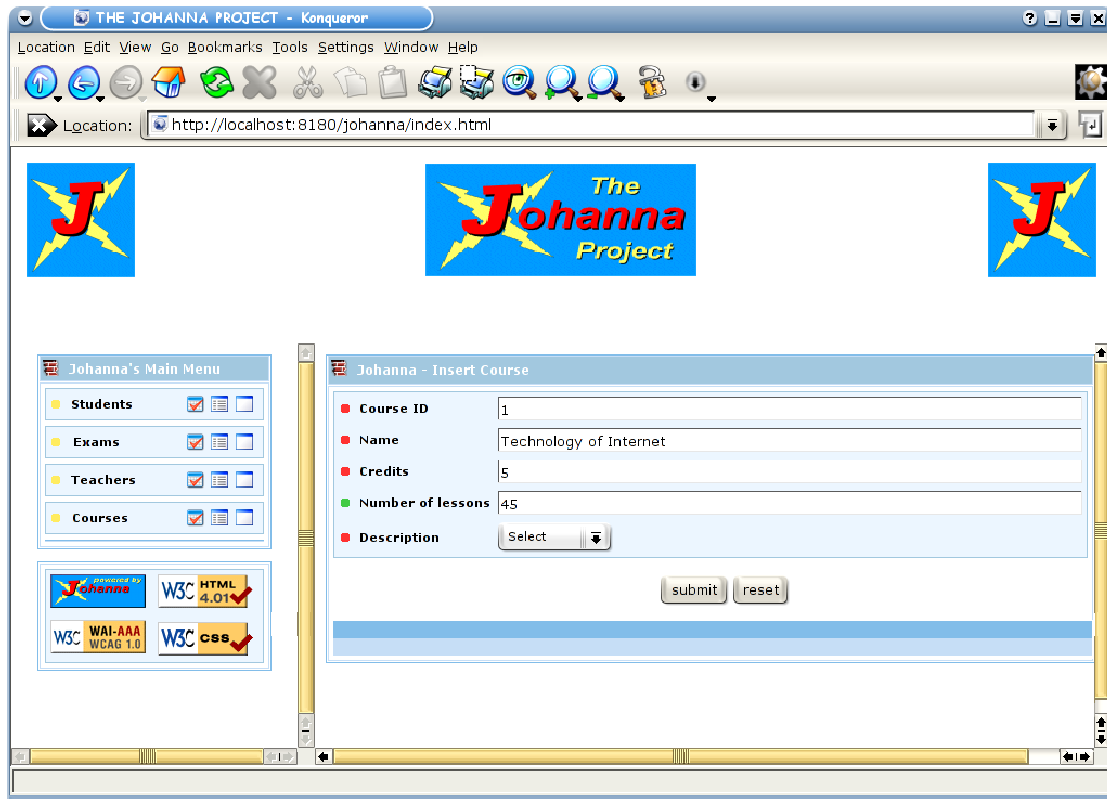 THE JOHANNA PROJECT - Konqueror
Location Edit View Go Bookmarks Tools Settings Window Help
Location: http://localhost:8180/johanna/index.html
J
The
Johanna
Project
J
Johanna's Main Menu
Students
Exams
Teachers
Courses
powered by
Johanna
W3C HTML
4.01
W3C WAI-AAA
WCAG 1.0
W3C css
Johanna - Insert Course
Course ID 1
Name Technology of Internet
Credits 5
Number of lessons 45
Description Select
submit reset